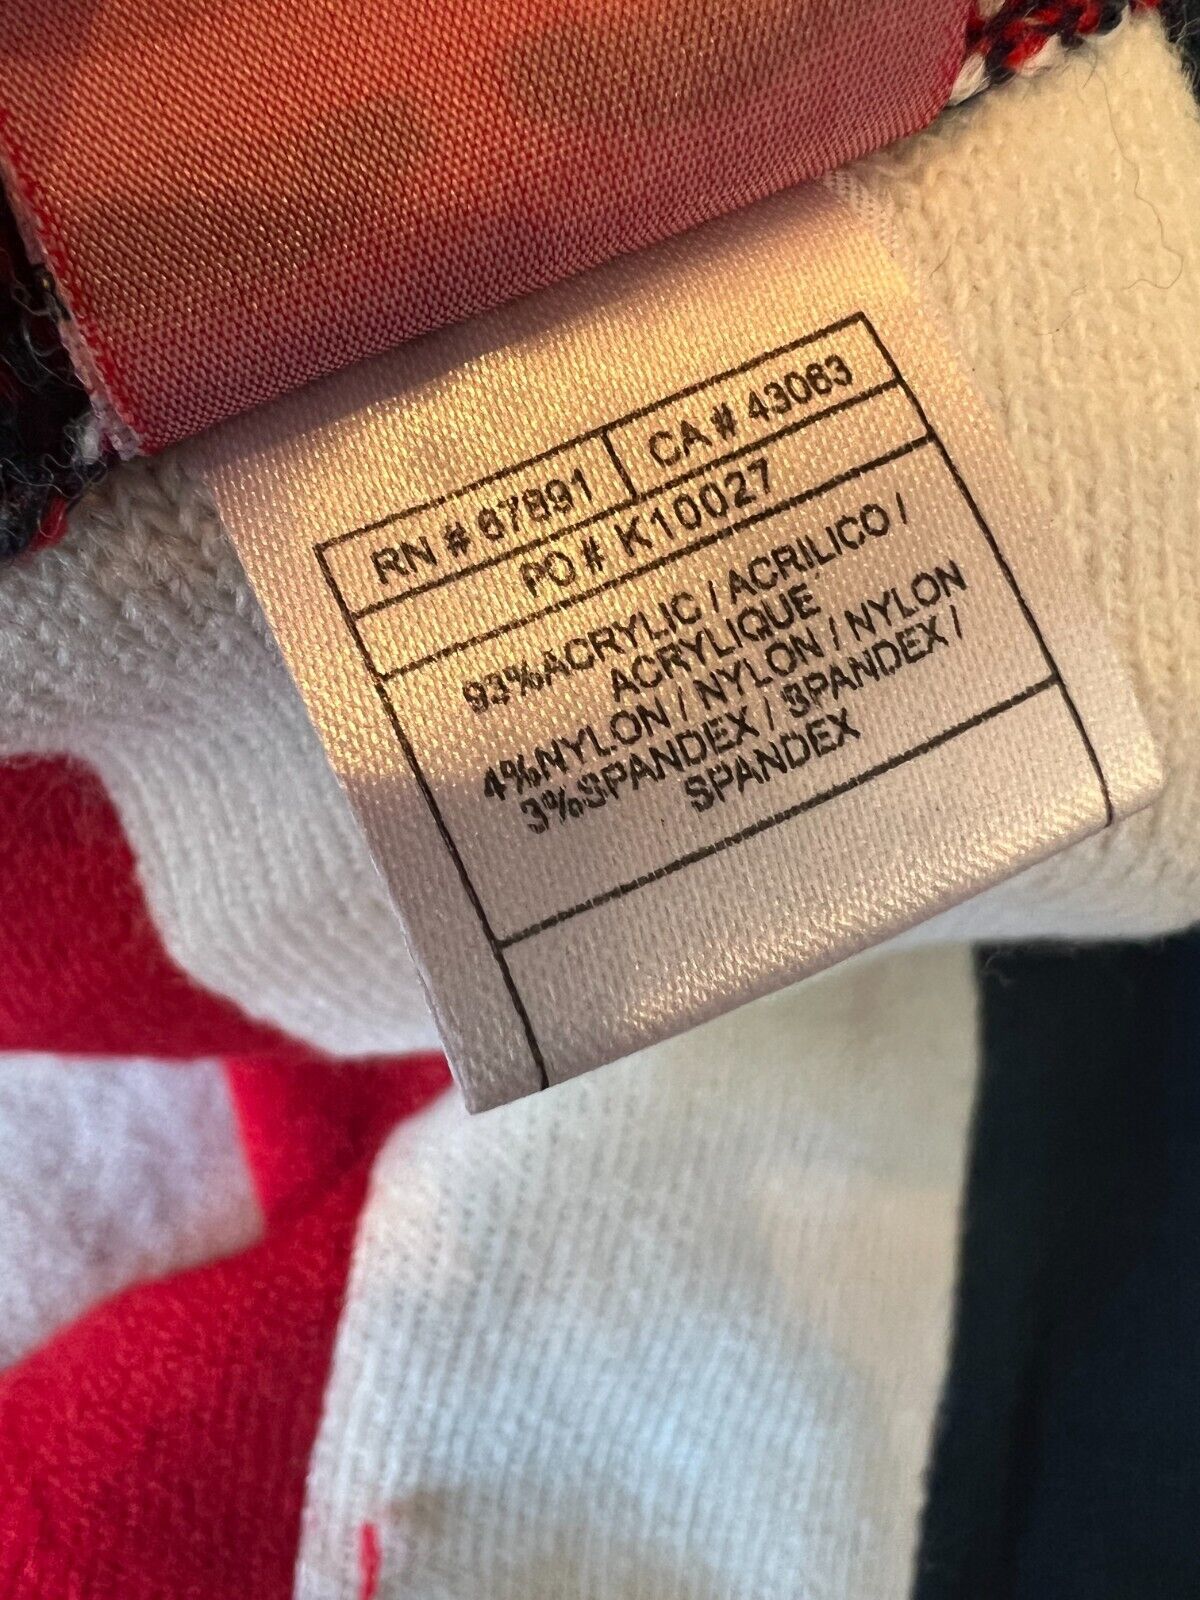 RN # 67891 CA # 43063
PO# K10027
93%ACRYLIC / ACRILICO /
ACRYLIQUE
4%NYLON / NYLON / NYLON
3%SPANDEX / SPANDEX /
SPANDEX